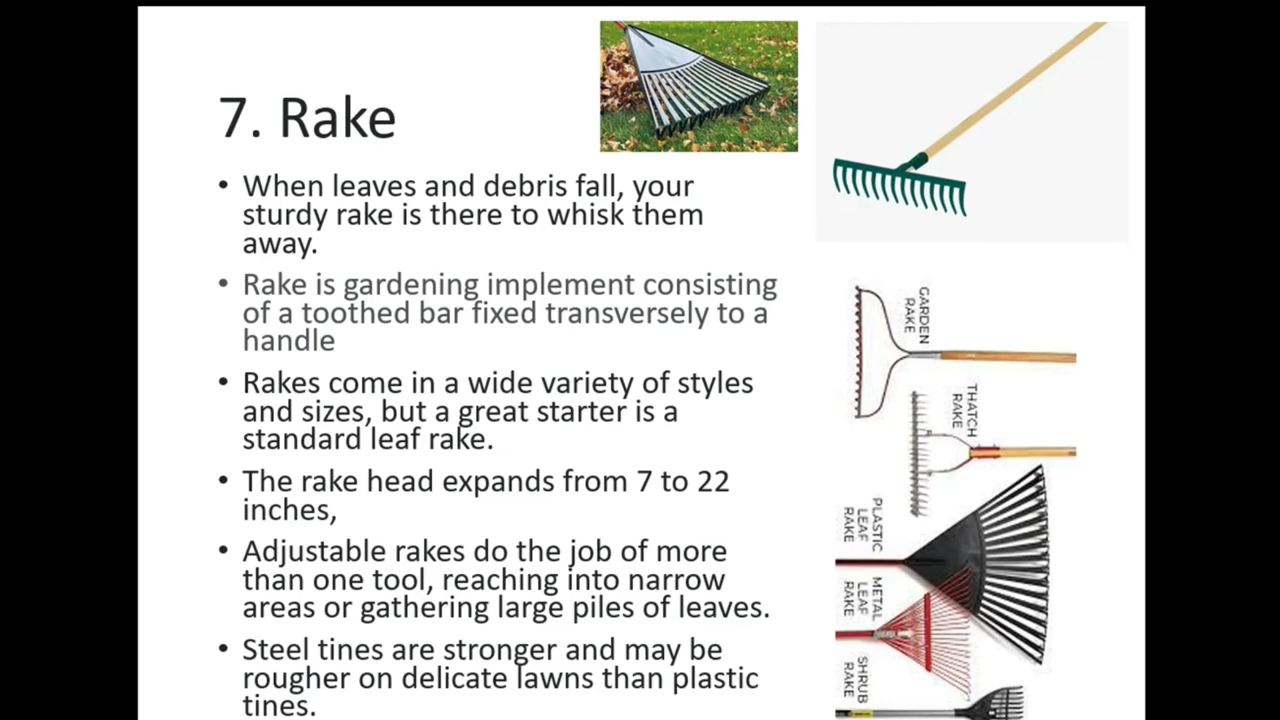 7. Rake
• When leaves and debris fall, your
sturdy rake is there to whisk them
away.
• Rake is gardening implement consisting
of a toothed bar fixed transversely to a
handle
• Rakes come in a wide variety of styles
and sizes, but a great starter is a
standard leaf rake.
• The rake head expands from 7 to 22
inches,
• Adjustable rakes do the job of more
than one tool, reaching into narrow
areas or gathering large piles of leaves.
• Steel tines are stronger and may be
rougher on delicate lawns than plastic
tines.
GARDEN
RAKE
THATCH
RAKE
PLASTIC
LEAF
RAKE
METAL
LEAF
RAKE
SHRUB
RAKE